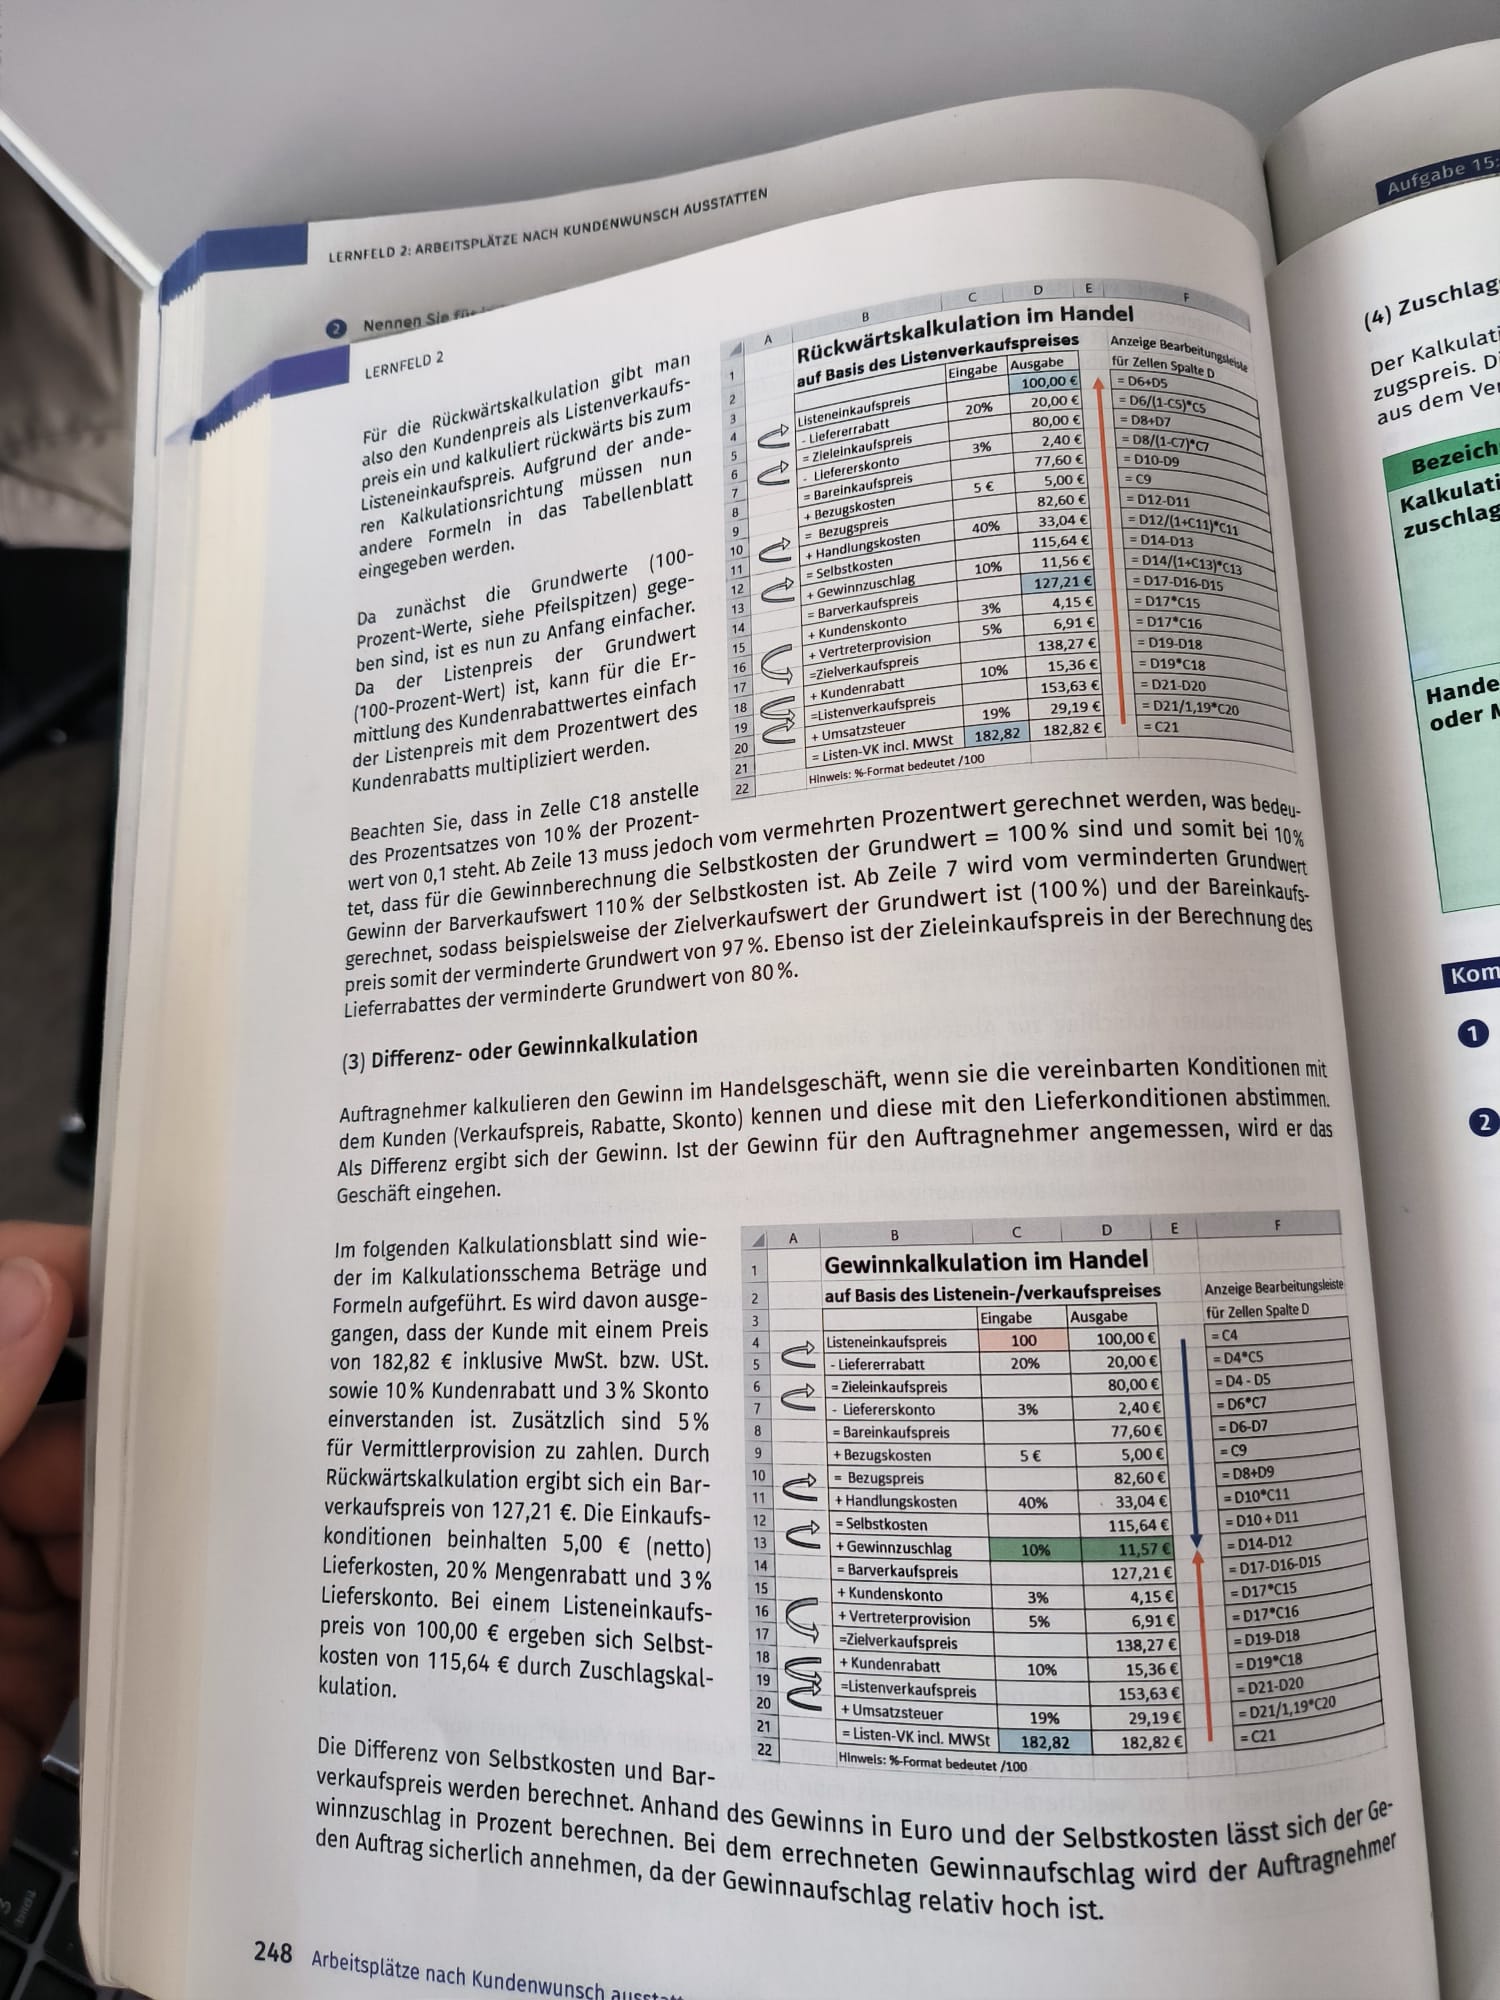 LERNFELD 2: ARBEITSPLÄTZE NACH KUNDENWUNSCH AUSSTATTEN
2 Nennen Sie für
LERNFELD 2
Für die Rückwärtskalkulation gibt man
also den Kundenpreis als Listenverkaufs-
preis ein und kalkuliert rückwärts bis zum
Listeneinkaufspreis. Aufgrund der ande-
ren Kalkulationsrichtung müssen nun
andere Formeln in das Tabellenblatt
eingegeben werden.
Da zunächst die Grundwerte (100-
Prozent-Werte, siehe Pfeilspitzen) gege-
ben sind, ist es nun zu Anfang einfacher.
Da der Listenpreis der Grundwert
(100-Prozent-Wert) ist, kann für die Er-
mittlung des Kundenrabattwertes einfach
der Listenpreis mit dem Prozentwert des
Kundenrabatts multipliziert werden.
A B C D E F
1 Rückwärtskalkulation im Handel
2 auf Basis des Listenverkaufspreises Anzeige Bearbeitungsleiste
3 Eingabe Ausgabe für Zellen Spalte D
4 Listeneinkaufspreis 100,00 € = D6+D5
5 - Liefererrabatt 20% 20,00 € = D6/(1-C5)*C5
6 = Zieleinkaufspreis 80,00 € = D8+D7
7 - Liefererskonto 3% 2,40 € = D8/(1-C7)*C7
8 = Bareinkaufspreis 77,60 € = D10-D9
9 + Bezugskosten 5 € 5,00 € = C9
10 = Bezugspreis 82,60 € = D12-D11
11 + Handlungskosten 40% 33,04 € = D12/(1+C11)*C11
12 = Selbstkosten 115,64 € = D14-D13
13 + Gewinnzuschlag 10% 11,56 € = D14/(1+C13)*C13
14 = Barverkaufspreis 127,21 € = D17-D16-D15
15 + Kundenskonto 3% 4,15 € = D17*C15
16 + Vertreterprovision 5% 6,91 € = D17*C16
17 =Zielverkaufspreis 138,27 € = D19-D18
18 + Kundenrabatt 10% 15,36 € = D19*C18
19 =Listenverkaufspreis 153,63 € = D21-D20
20 + Umsatzsteuer 19% 29,19 € = D21/1,19*C20
21 = Listen-VK incl. MWSt 182,82 182,82 € = C21
22 Hinweis: %-Format bedeutet /100
Beachten Sie, dass in Zelle C18 anstelle
des Prozentsatzes von 10 % der Prozent-
wert von 0,1 steht. Ab Zeile 13 muss jedoch vom vermehrten Prozentwert gerechnet werden, was bedeu-
tet, dass für die Gewinnberechnung die Selbstkosten der Grundwert = 100 % sind und somit bei 10%
Gewinn der Barverkaufswert 110 % der Selbstkosten ist. Ab Zeile 7 wird vom verminderten Grundwert
gerechnet, sodass beispielsweise der Zielverkaufswert der Grundwert ist (100 %) und der Bareinkaufs-
preis somit der verminderte Grundwert von 97 %. Ebenso ist der Zieleinkaufspreis in der Berechnung des
Lieferrabattes der verminderte Grundwert von 80 %.
(3) Differenz- oder Gewinnkalkulation
Auftragnehmer kalkulieren den Gewinn im Handelsgeschäft, wenn sie die vereinbarten Konditionen mit
dem Kunden (Verkaufspreis, Rabatte, Skonto) kennen und diese mit den Lieferkonditionen abstimmen.
Als Differenz ergibt sich der Gewinn. Ist der Gewinn für den Auftragnehmer angemessen, wird er das
Geschäft eingehen.
Im folgenden Kalkulationsblatt sind wie-
der im Kalkulationsschema Beträge und
Formeln aufgeführt. Es wird davon ausge-
gangen, dass der Kunde mit einem Preis
von 182,82 € inklusive MwSt. bzw. USt.
sowie 10 % Kundenrabatt und 3 % Skonto
einverstanden ist. Zusätzlich sind 5 %
für Vermittlerprovision zu zahlen. Durch
Rückwärtskalkulation ergibt sich ein Bar-
verkaufspreis von 127,21 €. Die Einkaufs-
konditionen beinhalten 5,00 € (netto)
Lieferkosten, 20 % Mengenrabatt und 3 %
Lieferskonto. Bei einem Listeneinkaufs-
preis von 100,00 € ergeben sich Selbst-
kosten von 115,64 € durch Zuschlagskal-
kulation.
A B C D E F
1 Gewinnkalkulation im Handel
2 auf Basis des Listenein-/verkaufspreises Anzeige Bearbeitungsleiste
3 Eingabe Ausgabe für Zellen Spalte D
4 Listeneinkaufspreis 100 100,00 € = C4
5 - Liefererrabatt 20% 20,00 € = D4*C5
6 = Zieleinkaufspreis 80,00 € = D4 - D5
7 - Liefererskonto 3% 2,40 € = D6*C7
8 = Bareinkaufspreis 77,60 € = D6-D7
9 + Bezugskosten 5 € 5,00 € = C9
10 = Bezugspreis 82,60 € = D8+D9
11 + Handlungskosten 40% 33,04 € = D10*C11
12 = Selbstkosten 115,64 € = D10 + D11
13 + Gewinnzuschlag 10% 11,57 € = D14-D12
14 = Barverkaufspreis 127,21 € = D17-D16-D15
15 + Kundenskonto 3% 4,15 € = D17*C15
16 + Vertreterprovision 5% 6,91 € = D17*C16
17 =Zielverkaufspreis 138,27 € = D19-D18
18 + Kundenrabatt 10% 15,36 € = D19*C18
19 =Listenverkaufspreis 153,63 € = D21-D20
20 + Umsatzsteuer 19% 29,19 € = D21/1,19*C20
21 = Listen-VK incl. MWSt 182,82 182,82 € = C21
22 Hinweis: %-Format bedeutet /100
Die Differenz von Selbstkosten und Bar-
verkaufspreis werden berechnet. Anhand des Gewinns in Euro und der Selbstkosten lässt sich der Ge-
winnzuschlag in Prozent berechnen. Bei dem errechneten Gewinnaufschlag wird der Auftragnehmer
den Auftrag sicherlich annehmen, da der Gewinnaufschlag relativ hoch ist.
248 Arbeitsplätze nach Kundenwunsch
Aufgabe 15:
(4) Zuschlag
Der Kalkulati
zugspreis. D
aus dem Ver
Bezeich
Kalkulati
zuschlag
Hande
oder M
Kom
1
2